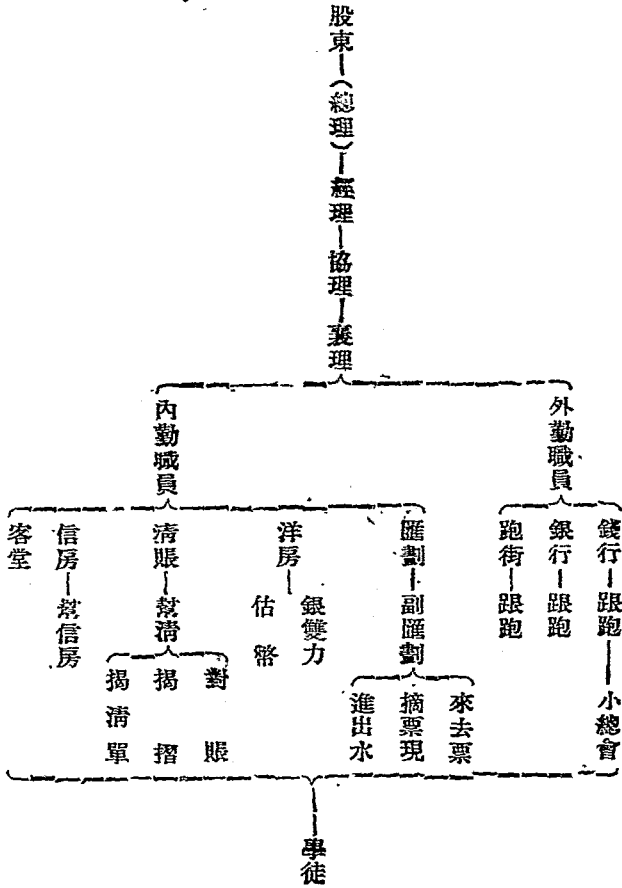 股東—(總理)—經理—協理—襄理
外勤職員
錢行—跟跑—小總會
銀行—跟跑
跑街—跟跑
內勤職員
匯劃—副匯劃
來去票
摘票現
進出水
洋房—銀雙力
估幣
清賬—幫清
對賬
揭摺
揭清單
信房—幫信房
客堂
學徒